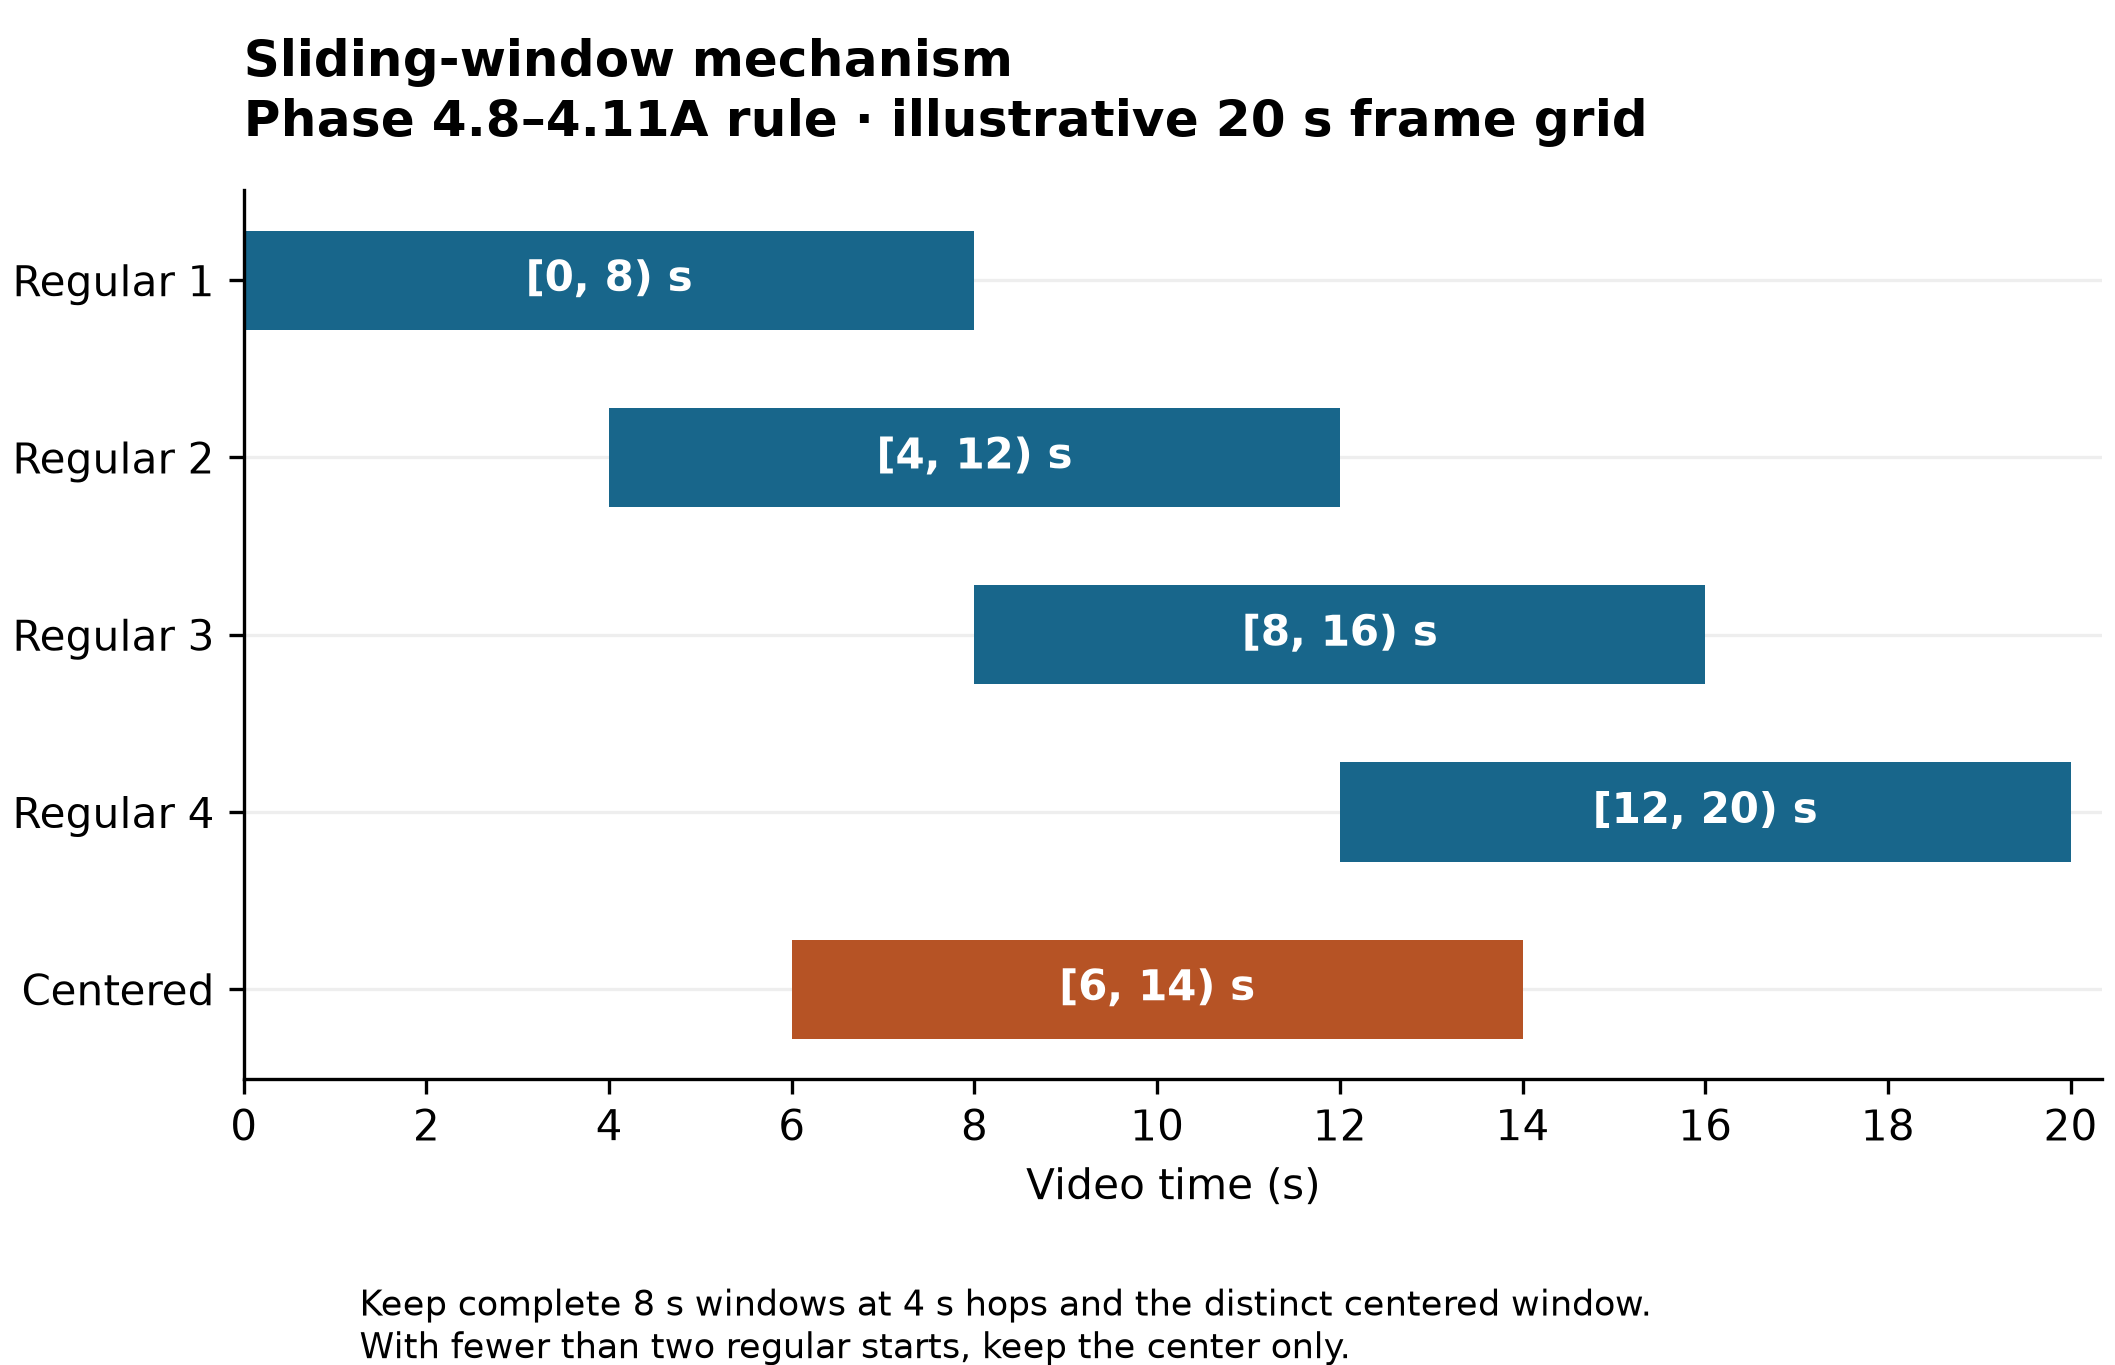 Sliding-window mechanism
Phase 4.8–4.11A rule · illustrative 20 s frame grid
Regular 1
[0, 8) s
Regular 2
[4, 12) s
Regular 3
[8, 16) s
Regular 4
[12, 20) s
Centered
[6, 14) s
0 2 4 6 8 10 12 14 16 18 20
Video time (s)
Keep complete 8 s windows at 4 s hops and the distinct centered window.
With fewer than two regular starts, keep the center only.